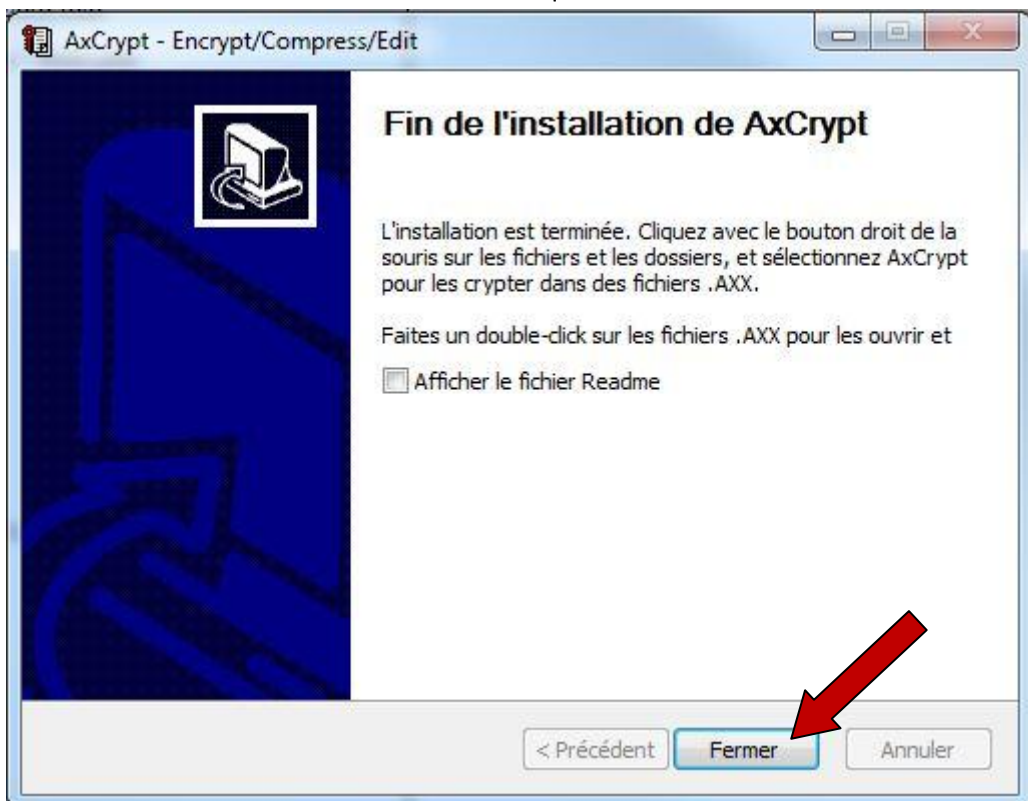 AxCrypt - Encrypt/Compress/Edit
Fin de l'installation de AxCrypt
L'installation est terminée. Cliquez avec le bouton droit de la
souris sur les fichiers et les dossiers, et sélectionnez AxCrypt
pour les crypter dans des fichiers .AXX.
Faites un double-click sur les fichiers .AXX pour les ouvrir et
Afficher le fichier Readme
< Précédent Fermer Annuler